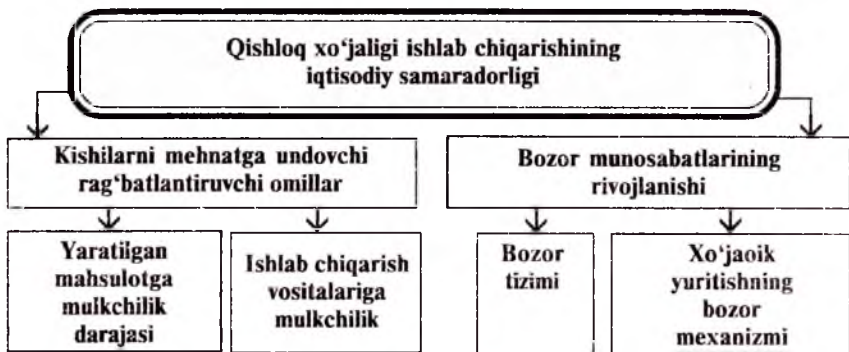 Qishloq xo‘jaligi ishlab chiqarishining
iqtisodiy samaradorligi
Kishilarni mehnatga undovchi
rag‘batlantiruvchi omillar
Bozor munosabatlarining
rivojlanishi
Yaratilgan
mahsulotga
mulkchilik
darajasi
Ishlab chiqarish
vositalariga
mulkchilik
Bozor
tizimi
Xo‘jaoik
yuritishning
bozor
mexanizmi